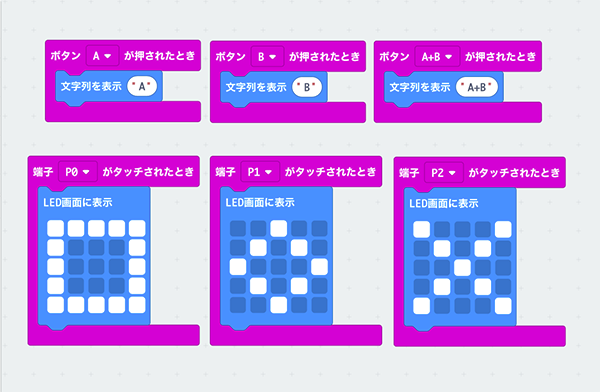 ボタン A が押されたとき
文字列を表示 "A"
ボタン B が押されたとき
文字列を表示 "B"
ボタン A+B が押されたとき
文字列を表示 "A+B"
端子 P0 がタッチされたとき
LED画面に表示
端子 P1 がタッチされたとき
LED画面に表示
端子 P2 がタッチされたとき
LED画面に表示